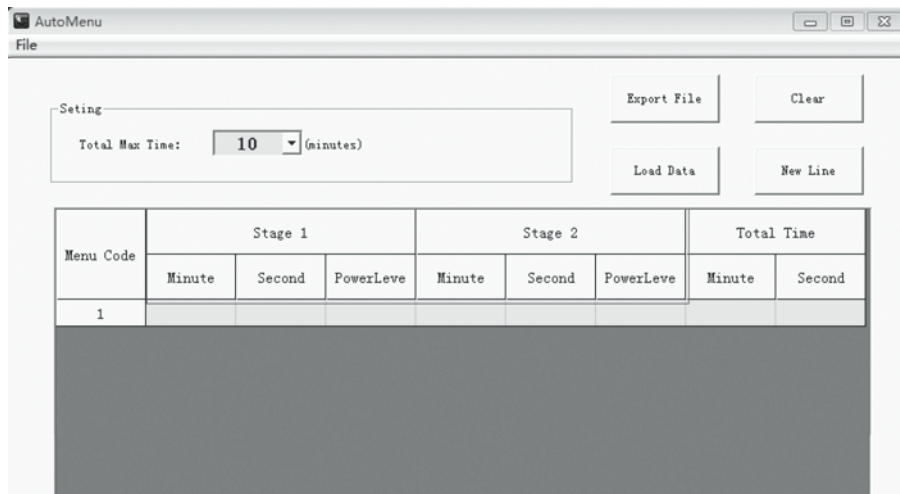 AutoMenu
File
Seting
Total Max Time: 10 (minutes)
Export File Clear
Load Data New Line
Menu Code Stage 1 Stage 2 Total Time
Minute Second PowerLeve Minute Second PowerLeve Minute Second
1